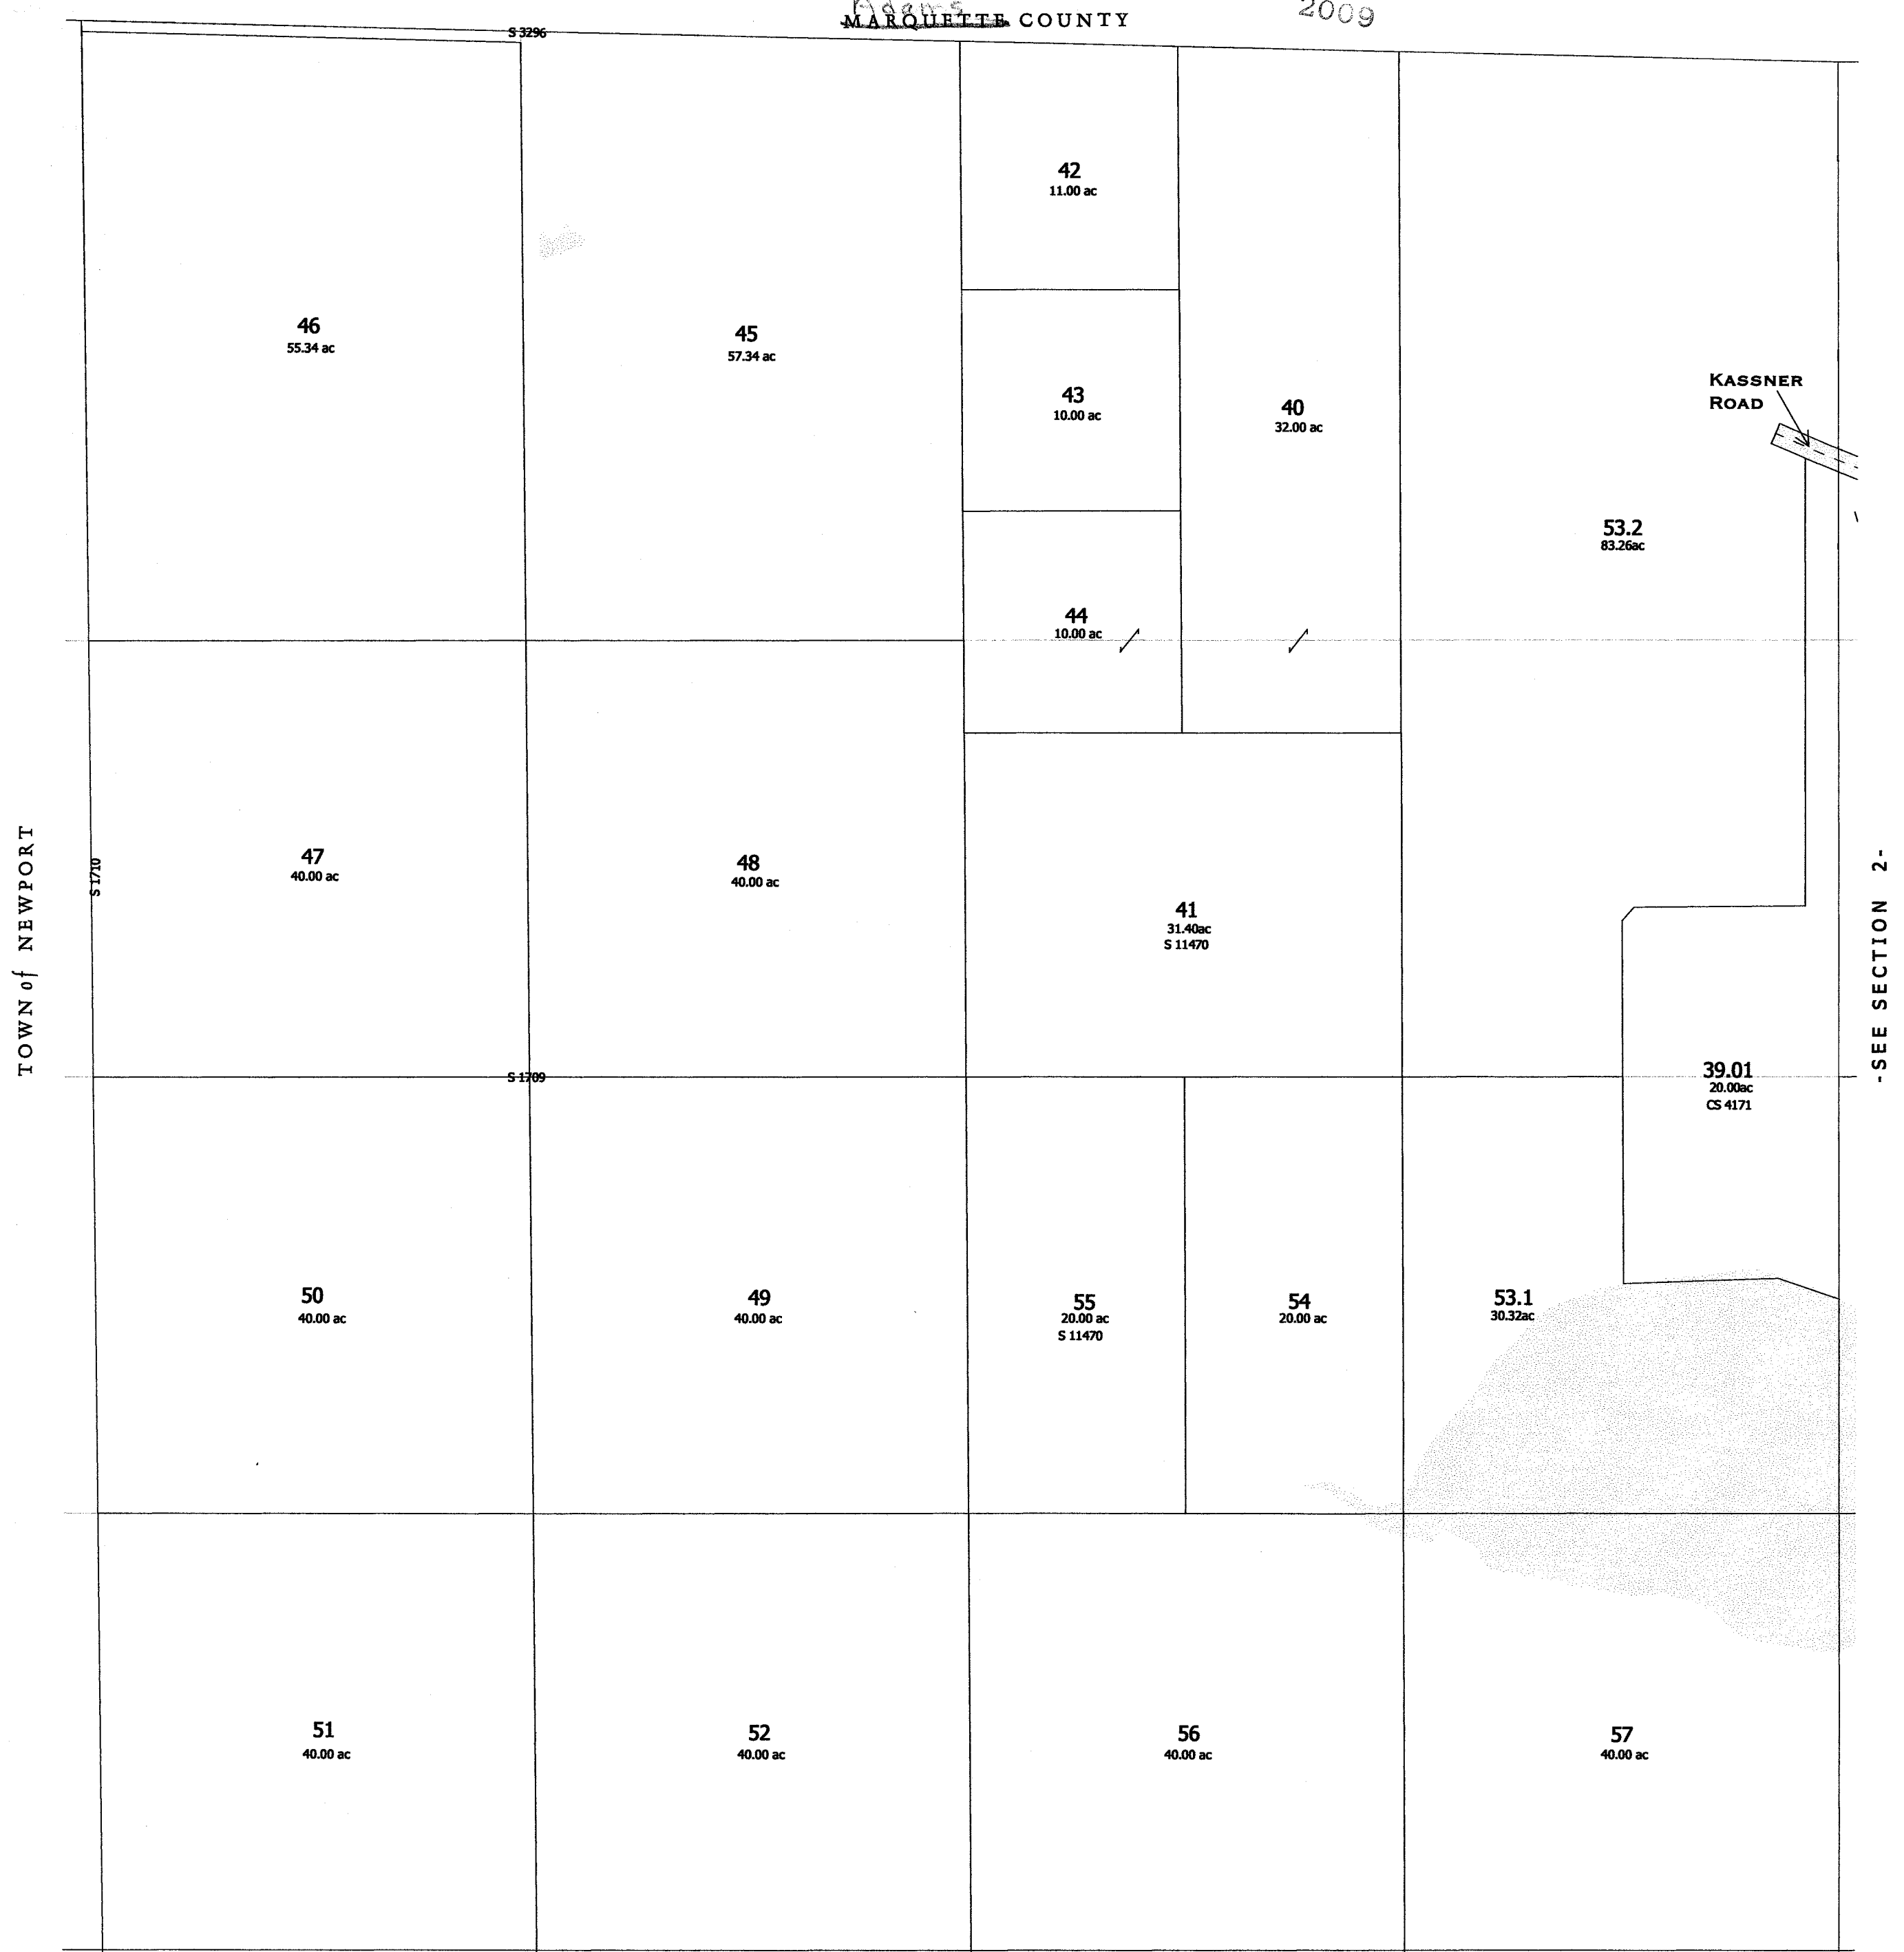 Adams
2009
MARQUETTE COUNTY
S 3296
42
11.00 ac
46
55.34 ac
45
57.34 ac
43
10.00 ac
40
32.00 ac
KASSNER
ROAD
53.2
83.26ac
44
10.00 ac
TOWN of NEWPORT
S 1710
47
40.00 ac
48
40.00 ac
41
31.40ac
S 11470
-SEE SECTION 2-
S 1709
39.01
20.00ac
CS 4171
50
40.00 ac
49
40.00 ac
55
20.00 ac
S 11470
54
20.00 ac
53.1
30.32ac
51
40.00 ac
52
40.00 ac
56
40.00 ac
57
40.00 ac